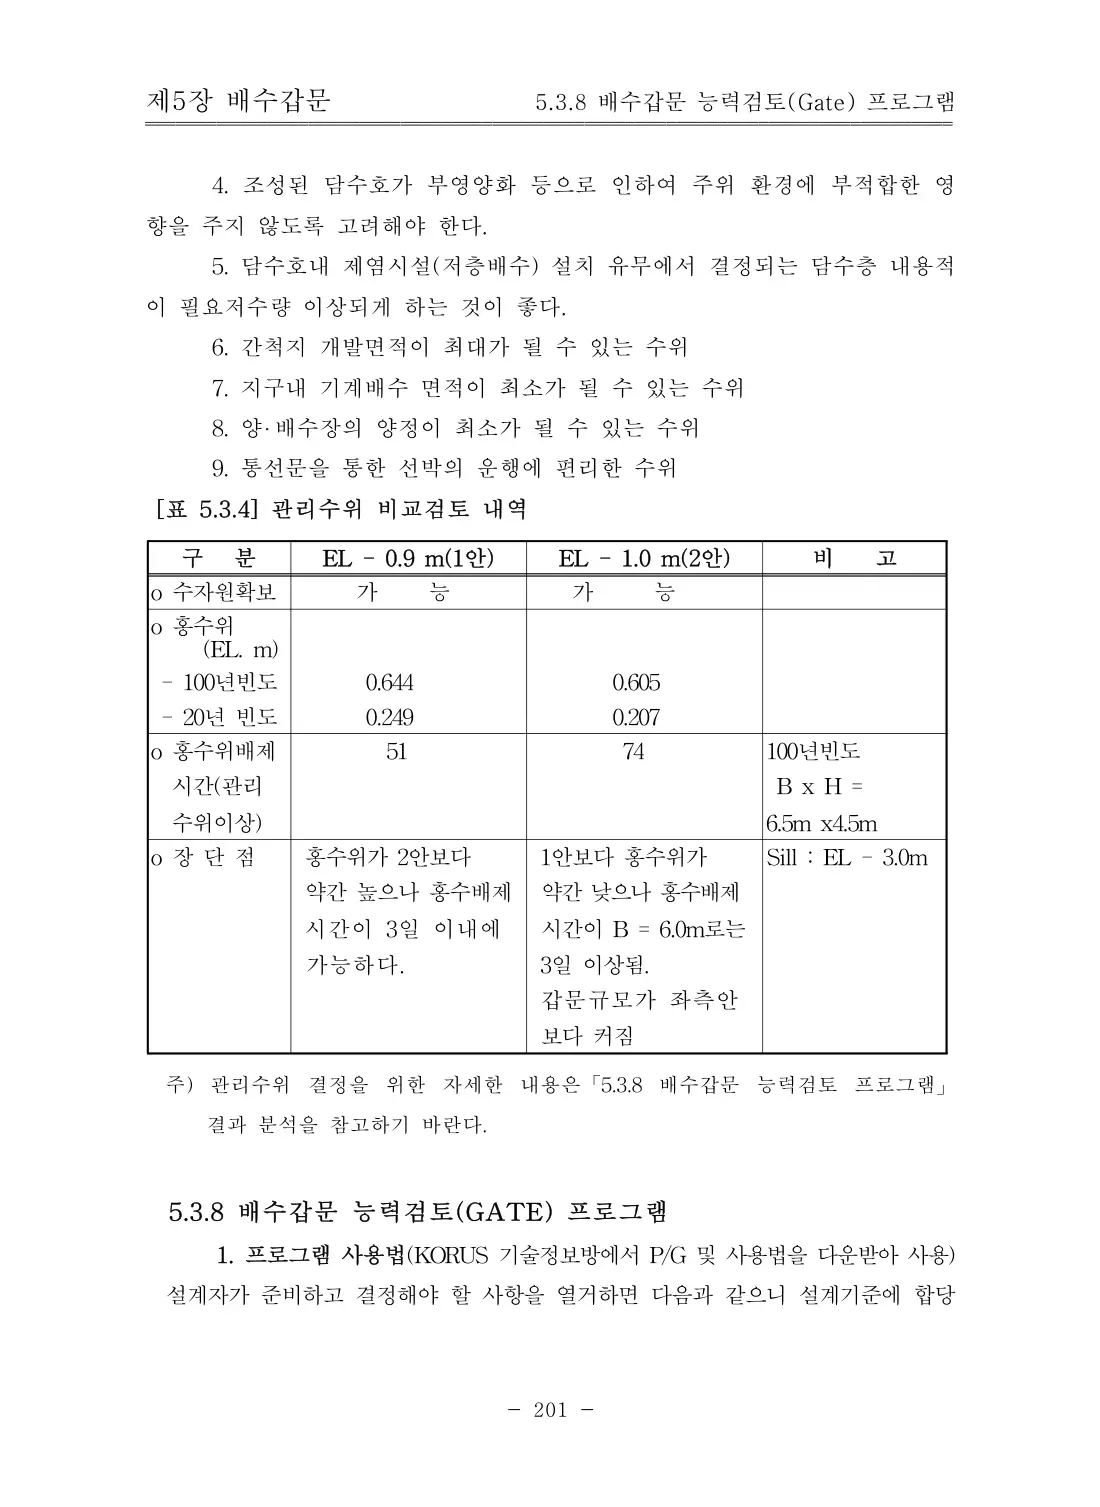 제5장 배수갑문 5.3.8 배수갑문 능력검토(Gate) 프로그램
4. 조성된 담수호가 부영양화 등으로 인하여 주위 환경에 부적합한 영
향을 주지 않도록 고려해야 한다.
5. 담수호내 제염시설(저층배수) 설치 유무에서 결정되는 담수층 내용적
이 필요저수량 이상되게 하는 것이 좋다.
6. 간척지 개발면적이 최대가 될 수 있는 수위
7. 지구내 기계배수 면적이 최소가 될 수 있는 수위
8. 양·배수장의 양정이 최소가 될 수 있는 수위
9. 통선문을 통한 선박의 운행에 편리한 수위
[표 5.3.4] 관리수위 비교검토 내역
구 분 EL - 0.9 m(1안) EL - 1.0 m(2안) 비 고
o 수자원확보 가 능 가 능
o 홍수위
(EL. m)
- 100년빈도 0.644 0.605
- 20년 빈도 0.249 0.207
o 홍수위배제 51 74 100년빈도
시간(관리 B x H =
수위이상) 6.5m x4.5m
o 장 단 점 홍수위가 2안보다 1안보다 홍수위가 Sill : EL - 3.0m
약간 높으나 홍수배제 약간 낮으나 홍수배제
시간이 3일 이내에 시간이 B = 6.0m로는
가능하다. 3일 이상됨.
갑문규모가 좌측안
보다 커짐
주) 관리수위 결정을 위한 자세한 내용은「5.3.8 배수갑문 능력검토 프로그램」
결과 분석을 참고하기 바란다.
5.3.8 배수갑문 능력검토(GATE) 프로그램
1. 프로그램 사용법(KORUS 기술정보방에서 P/G 및 사용법을 다운받아 사용)
설계자가 준비하고 결정해야 할 사항을 열거하면 다음과 같으니 설계기준에 합당
- 201 -